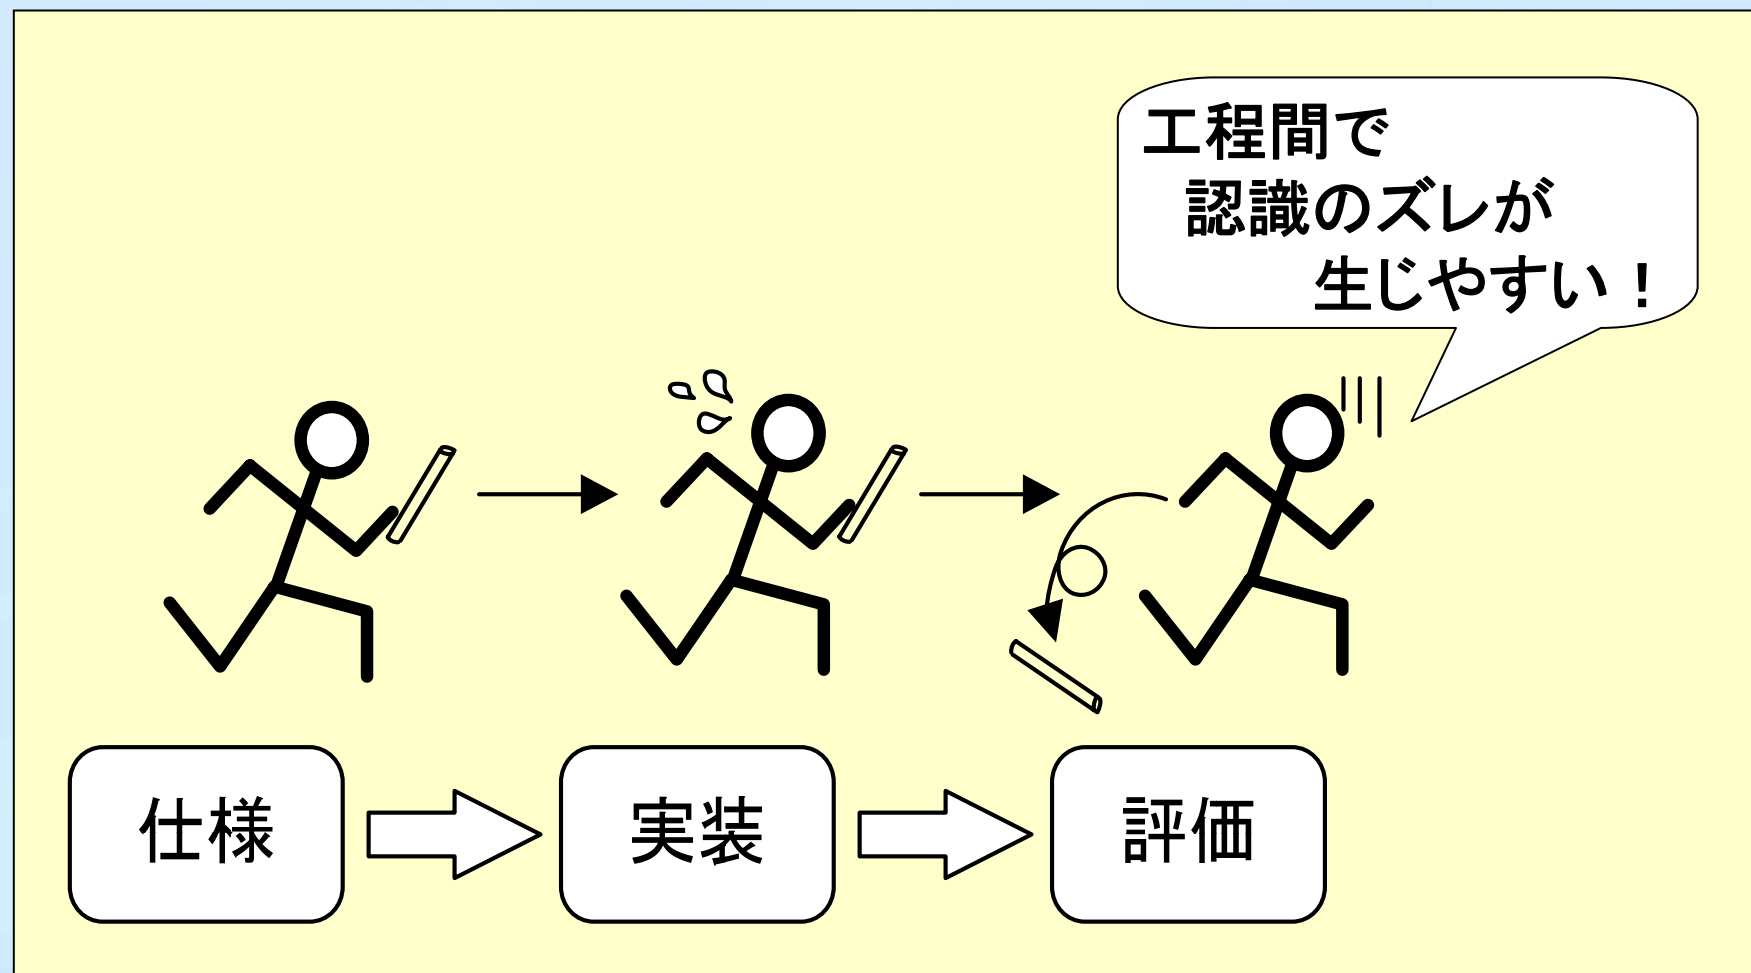 工程間で
認識のズレが
生じやすい！
仕様
実装
評価